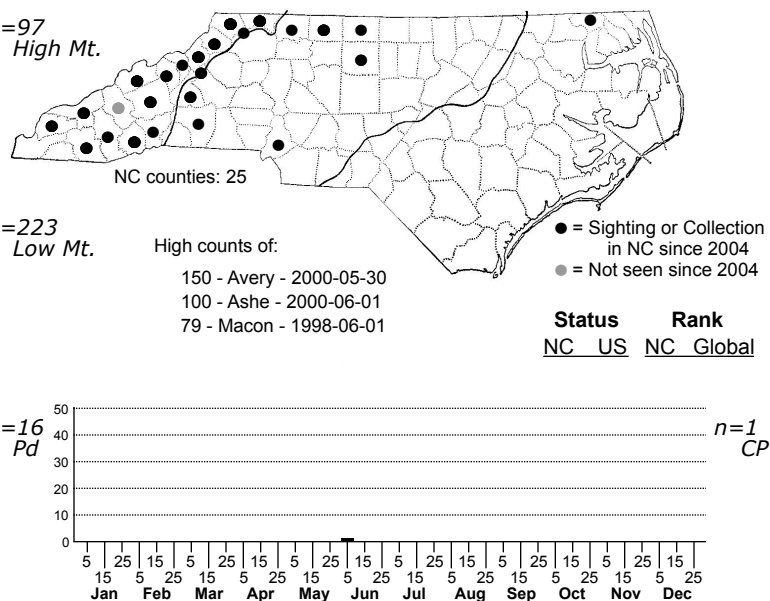 =97
High Mt.
NC counties: 25
=223
Low Mt.
High counts of:
150 - Avery - 2000-05-30
100 - Ashe - 2000-06-01
79 - Macon - 1998-06-01
= Sighting or Collection
in NC since 2004
= Not seen since 2004
Status Rank
NC US NC Global
=16
Pd
n=1
CP
50
40
30
20
10
0
5 25 15 5 25 15 5 25 15 5 25 15 5 25 15 5 25 15
15 5 25 15 5 25 15 5 25 15 5 25 15 5 25 15 5 25
Jan Feb Mar Apr May Jun Jul Aug Sep Oct Nov Dec